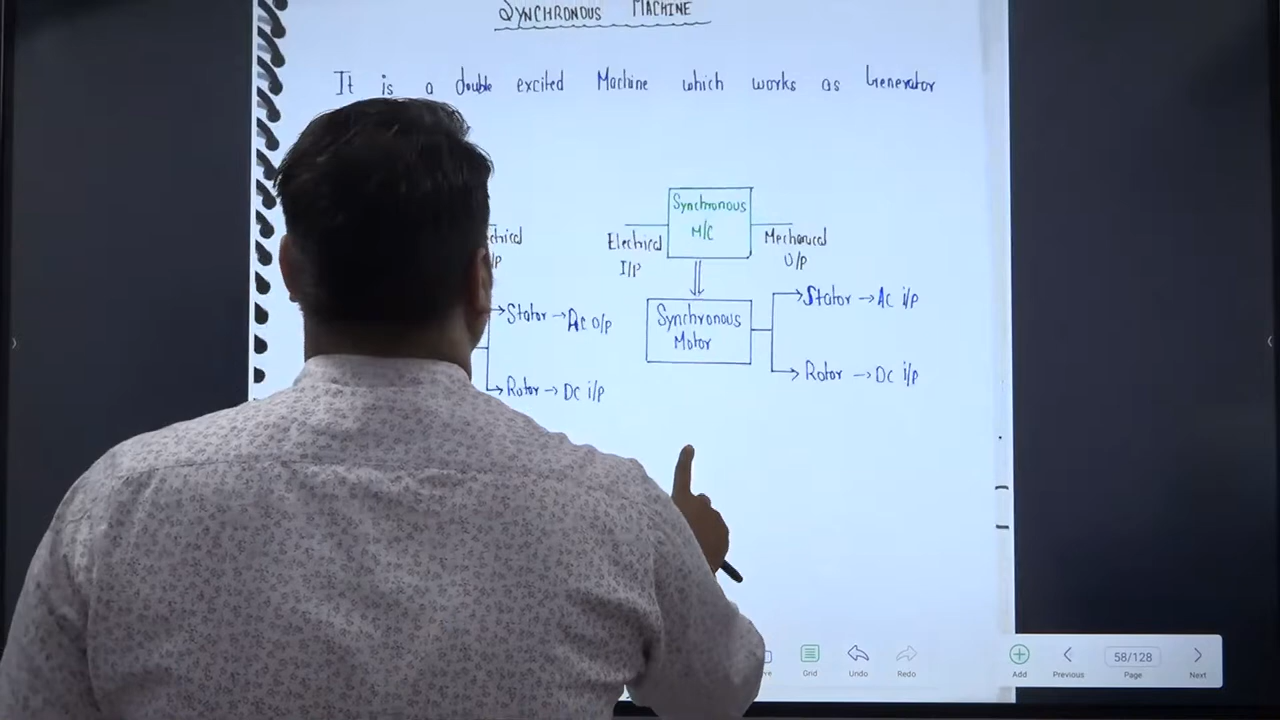 SYNCHRONOUS MACHINE
It is a double excited Machine which works as Generator
Synchronous
M/C
Electrical
I/P
Mechanical
O/P
Synchronous
Motor
Stator → AC i/p
Rotor → DC i/p
Stator → AC O/P
Rotor → DC i/p
Grid
Undo
Redo
Add
Previous
58/128
Page
Next